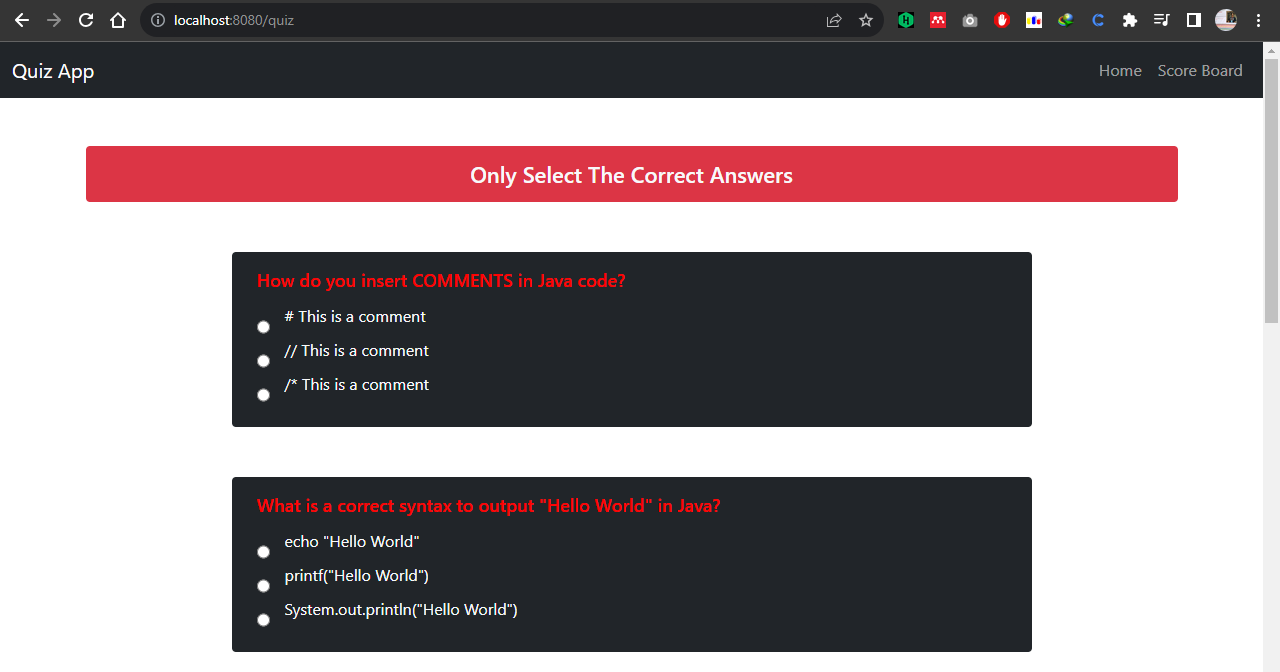 localhost:8080/quiz
Quiz App
Home
Score Board
Only Select The Correct Answers
How do you insert COMMENTS in Java code?
# This is a comment
// This is a comment
/* This is a comment
What is a correct syntax to output "Hello World" in Java?
echo "Hello World"
printf("Hello World")
System.out.println("Hello World")